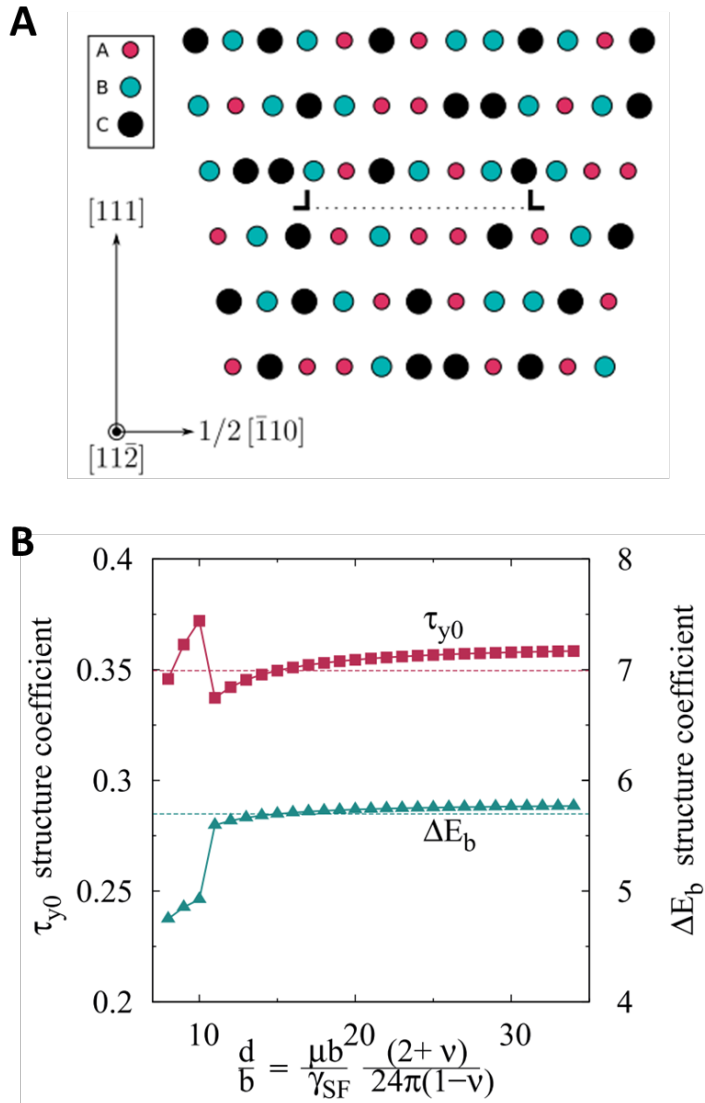 A
A
B
C
[111]
1/2 [1̄10]
[112̄]
B
0.4
0.35
0.3
0.25
0.2
τy0 structure coefficient
8
7
6
5
4
ΔEb structure coefficient
τy0
ΔEb
10 20 30
d/b = μb/γSF (2+ ν)/24π(1−ν)